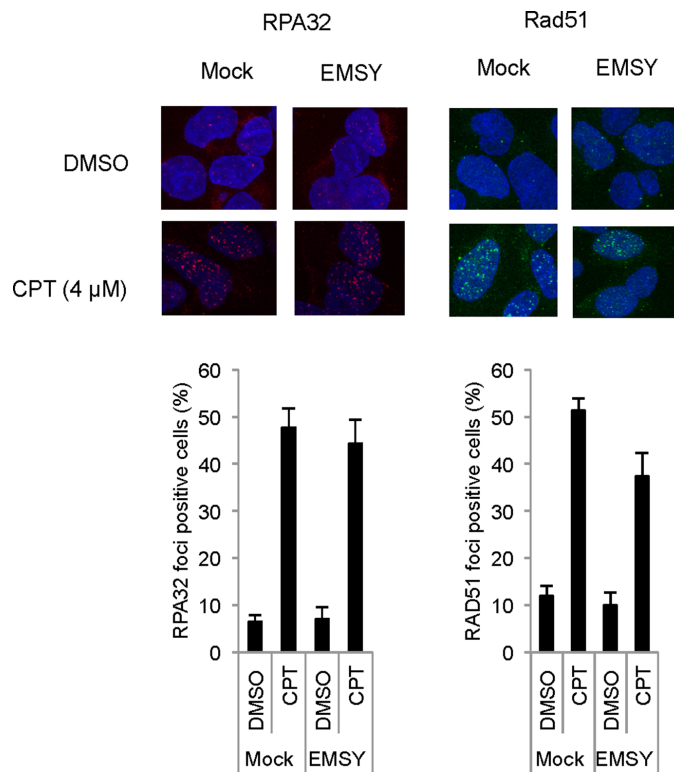 RPA32 Rad51
Mock EMSY Mock EMSY
DMSO
CPT (4 µM)
RPA32 foci positive cells (%)
60
50
40
30
20
10
0
DMSO CPT DMSO CPT
Mock EMSY
RAD51 foci positive cells (%)
60
50
40
30
20
10
0
DMSO CPT DMSO CPT
Mock EMSY